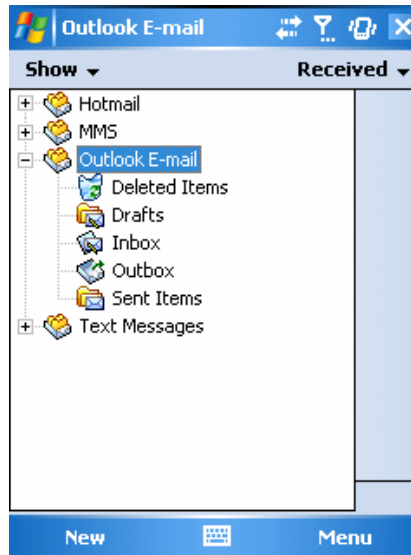 Outlook E-mail
Show Received
Hotmail
MMS
Outlook E-mail
Deleted Items
Drafts
Inbox
Outbox
Sent Items
Text Messages
New Menu